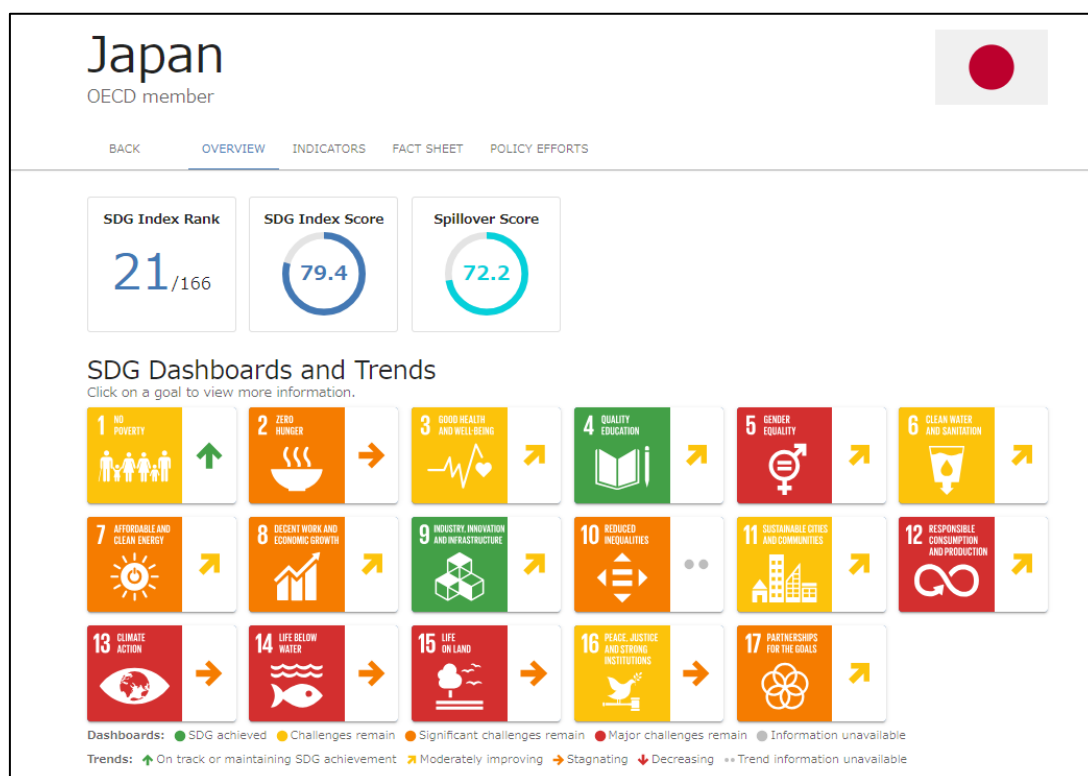 Japan
OECD member
BACK OVERVIEW INDICATORS FACT SHEET POLICY EFFORTS
SDG Index Rank
21/166
SDG Index Score
79.4
Spillover Score
72.2
SDG Dashboards and Trends
Click on a goal to view more information.
1 NO
POVERTY
2 ZERO
HUNGER
3 GOOD HEALTH
AND WELL-BEING
4 QUALITY
EDUCATION
5 GENDER
EQUALITY
6 CLEAN WATER
AND SANITATION
7 AFFORDABLE AND
CLEAN ENERGY
8 DECENT WORK AND
ECONOMIC GROWTH
9 INDUSTRY, INNOVATION
AND INFRASTRUCTURE
10 REDUCED
INEQUALITIES
11 SUSTAINABLE CITIES
AND COMMUNITIES
12 RESPONSIBLE
CONSUMPTION
AND PRODUCTION
13 CLIMATE
ACTION
14 LIFE BELOW
WATER
15 LIFE
ON LAND
16 PEACE, JUSTICE
AND STRONG
INSTITUTIONS
17 PARTNERSHIPS
FOR THE GOALS
Dashboards: SDG achieved Challenges remain Significant challenges remain Major challenges remain Information unavailable
Trends: On track or maintaining SDG achievement Moderately improving Stagnating Decreasing Trend information unavailable